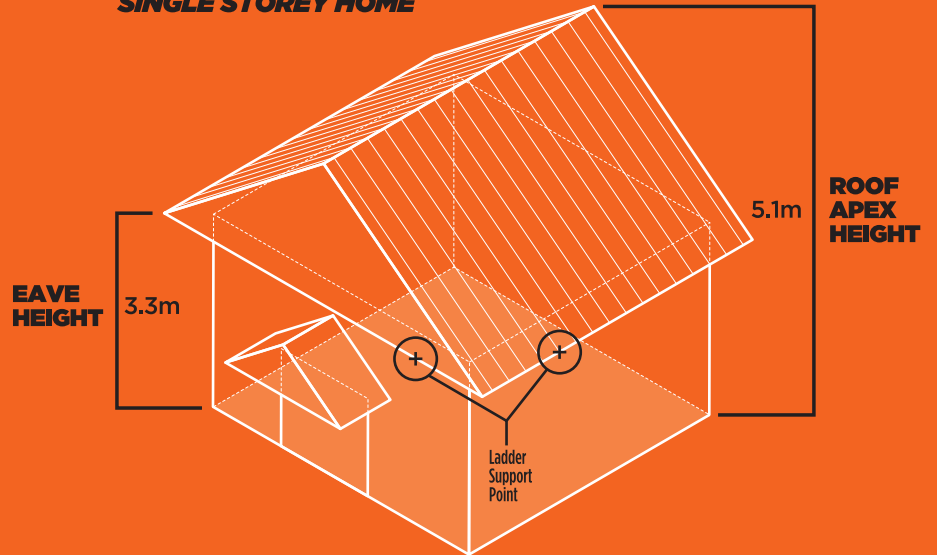 SINGLE STOREY HOME
EAVE
HEIGHT
3.3m
5.1m
ROOF
APEX
HEIGHT
Ladder
Support
Point